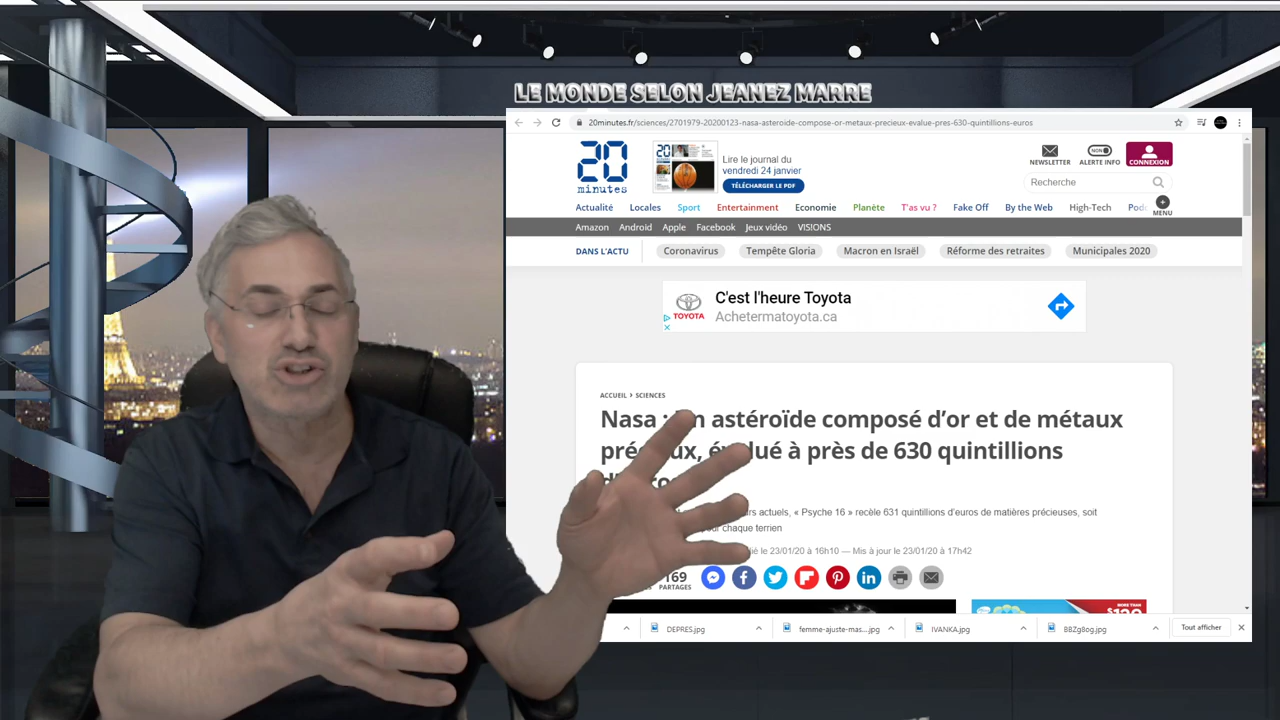 LE MONDE SELON JEANEZ MARRE
20minutes.fr/sciences/2701979-20200123-nasa-asteroide-compose-or-metaux-precieux-evalue-pres-630-quintillions-euros
20
minutes
Lire le journal du
vendredi 24 janvier
TÉLÉCHARGER LE PDF
NEWSLETTER
NON
ALERTE INFO
CONNEXION
Recherche
Actualité Locales Sport Entertainment Economie Planète T'as vu ? Fake Off By the Web High-Tech
MENU
Amazon Android Apple Facebook Jeux vidéo VISIONS
DANS L'ACTU Coronavirus Tempête Gloria Macron en Israël Réforme des retraites Municipales 2020
TOYOTA
C'est l'heure Toyota
Achetermatoyota.ca
ACCUEIL > SCIENCES
Nasa : astéroïde composé d'or et de métaux
à près de 630 quintillions
actuels, « Psyche 16 » recèle 631 quintillions d'euros de matières précieuses, soit
chaque terrien
le 23/01/20 à 16h10 — Mis à jour le 23/01/20 à 17h42
169
PARTAGES
MORE THAN
DEPRES.jpg femme-ajuste-mas....jpg IVANKA.jpg BBZg8og.jpg Tout afficher